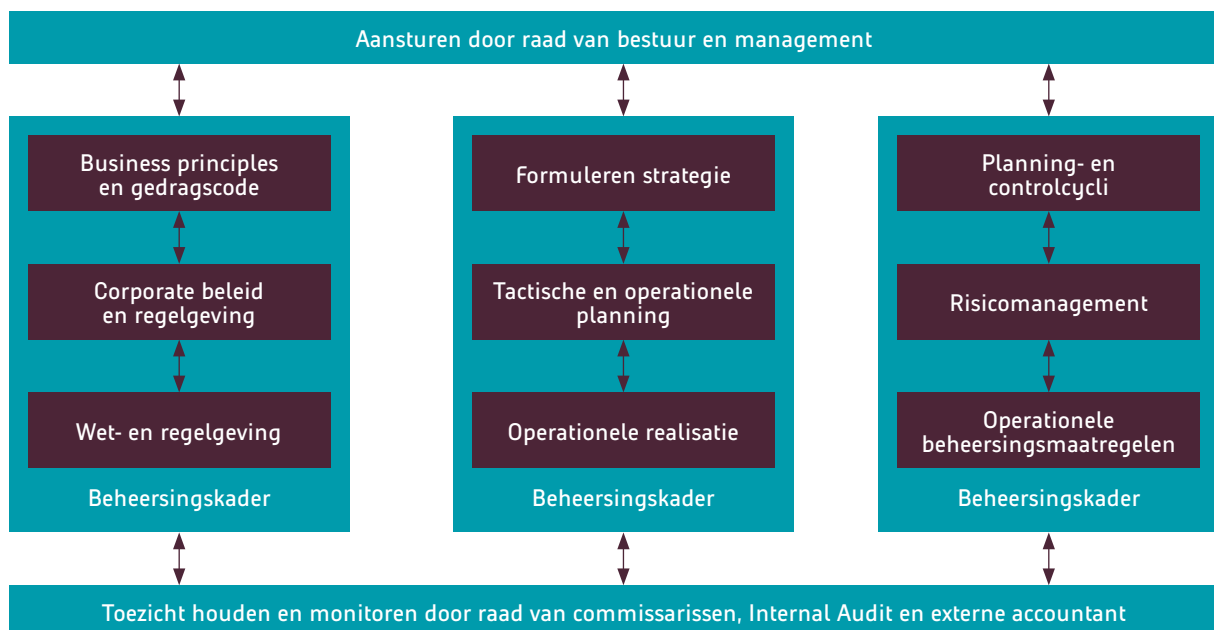 Aansturen door raad van bestuur en management
Business principles
en gedragscode
Corporate beleid
en regelgeving
Wet- en regelgeving
Beheersingskader
Formuleren strategie
Tactische en operationele
planning
Operationele realisatie
Beheersingskader
Planning- en
controlcycli
Risicomanagement
Operationele
beheersingsmaatregelen
Beheersingskader
Toezicht houden en monitoren door raad van commissarissen, Internal Audit en externe accountant